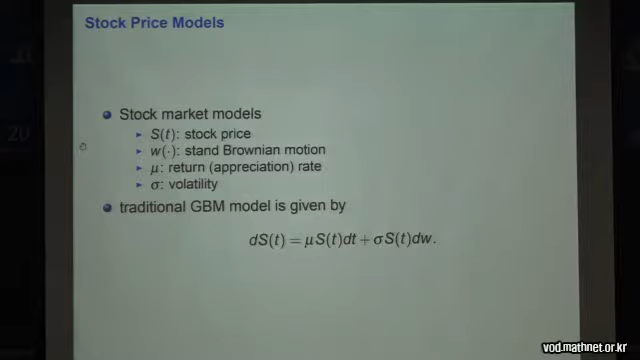 Stock Price Models
Stock market models
S(t): stock price
w(·): stand Brownian motion
μ: return (appreciation) rate
σ: volatility
traditional GBM model is given by
dS(t) = μS(t)dt + σS(t)dw.
vod.mathnet.or.kr